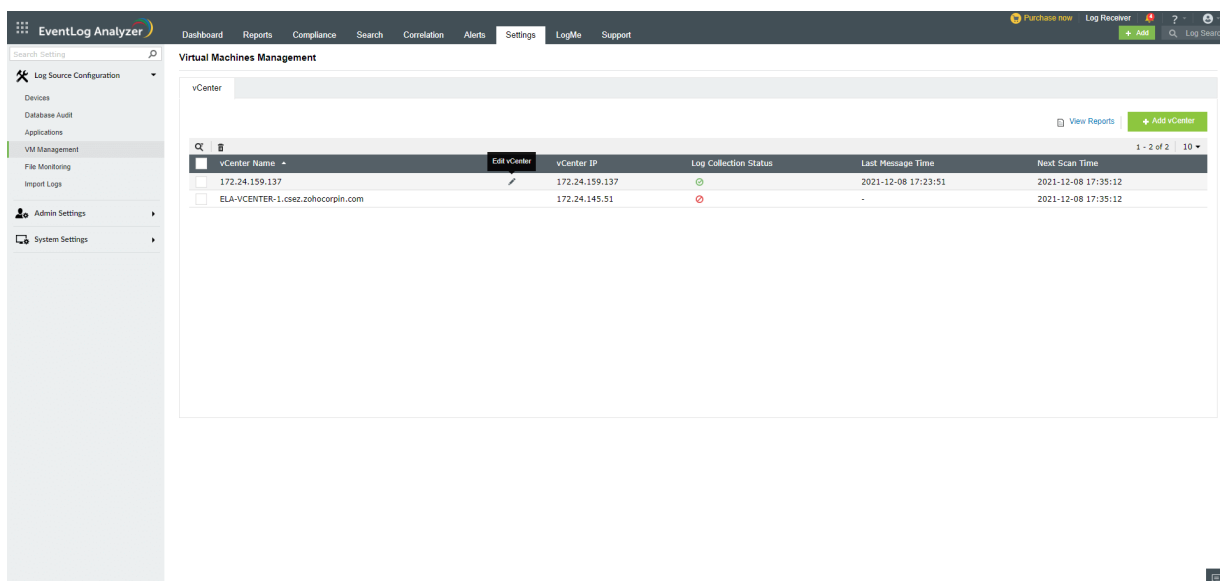 Purchase now Log Receiver 4 ?
EventLog Analyzer
Dashboard Reports Compliance Search Correlation Alerts Settings LogMe Support
+ Add Log Searc
Search Setting
Virtual Machines Management
Log Source Configuration
vCenter
Devices
Database Audit
View Reports + Add vCenter
Applications
VM Management
1 - 2 of 2 10
File Monitoring
vCenter Name Edit vCenter vCenter IP Log Collection Status Last Message Time Next Scan Time
Import Logs
172.24.159.137 172.24.159.137 2021-12-08 17:23:51 2021-12-08 17:35:12
ELA-VCENTER-1.csez.zohocorpin.com 172.24.145.51 - 2021-12-08 17:35:12
Admin Settings
System Settings